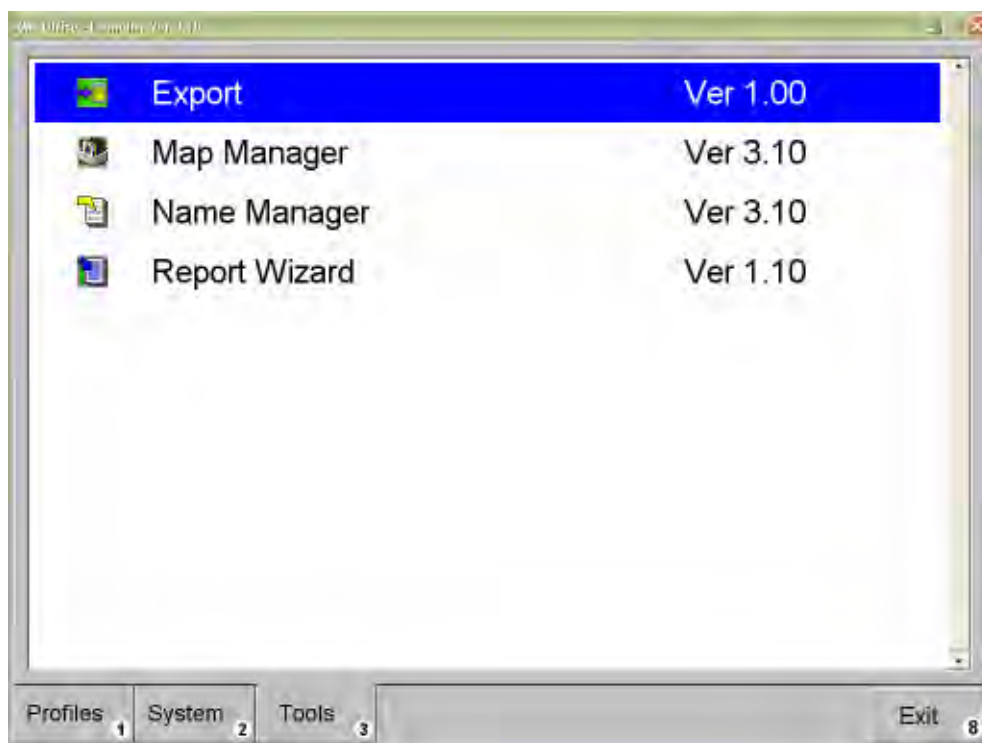 Export Ver 1.00
Map Manager Ver 3.10
Name Manager Ver 3.10
Report Wizard Ver 1.10
Profiles 1 System 2 Tools 3 Exit 8